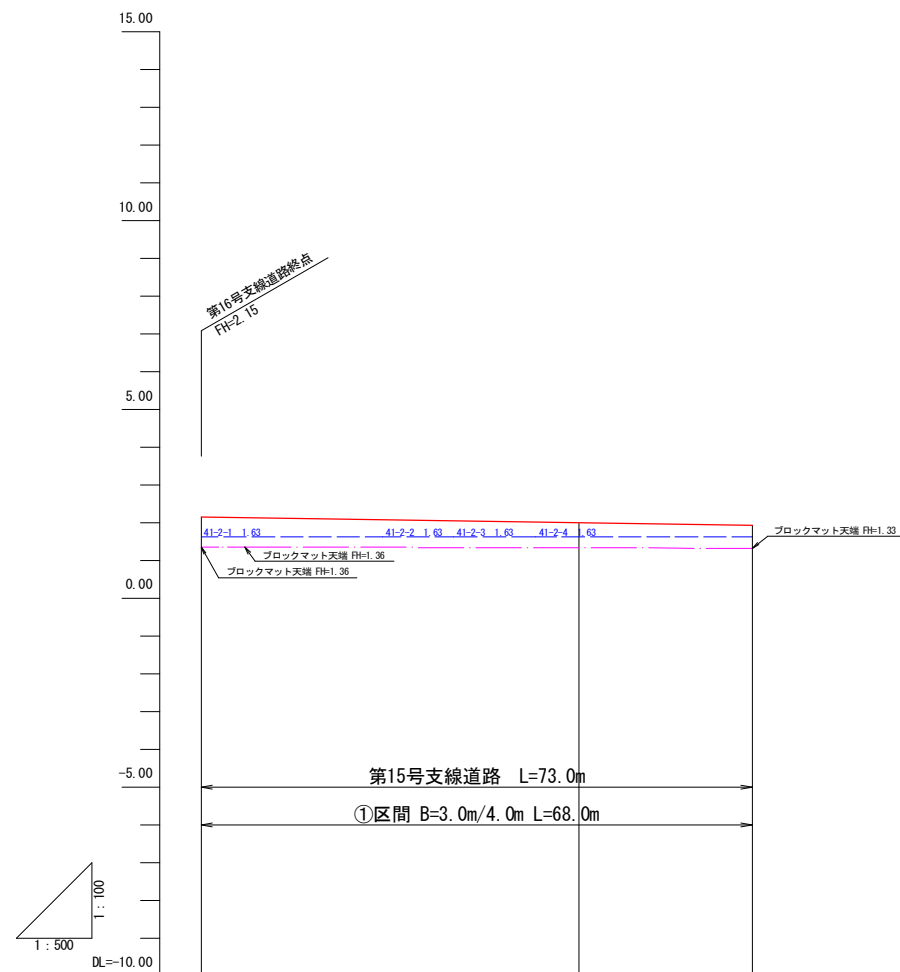 15.00
10.00
第16号支線道路終点
FH=2.15
5.00
41-2-1 1.63
41-2-2 1.63
41-2-3 1.63
41-2-4 1.63
ブロックマット天端 FH=1.33
ブロックマット天端 FH=1.36
ブロックマット天端 FH=1.36
0.00
-5.00
第15号支線道路 L=73.0m
①区間 B=3.0m/4.0m L=68.0m
1：100
1：500
DL=-10.00